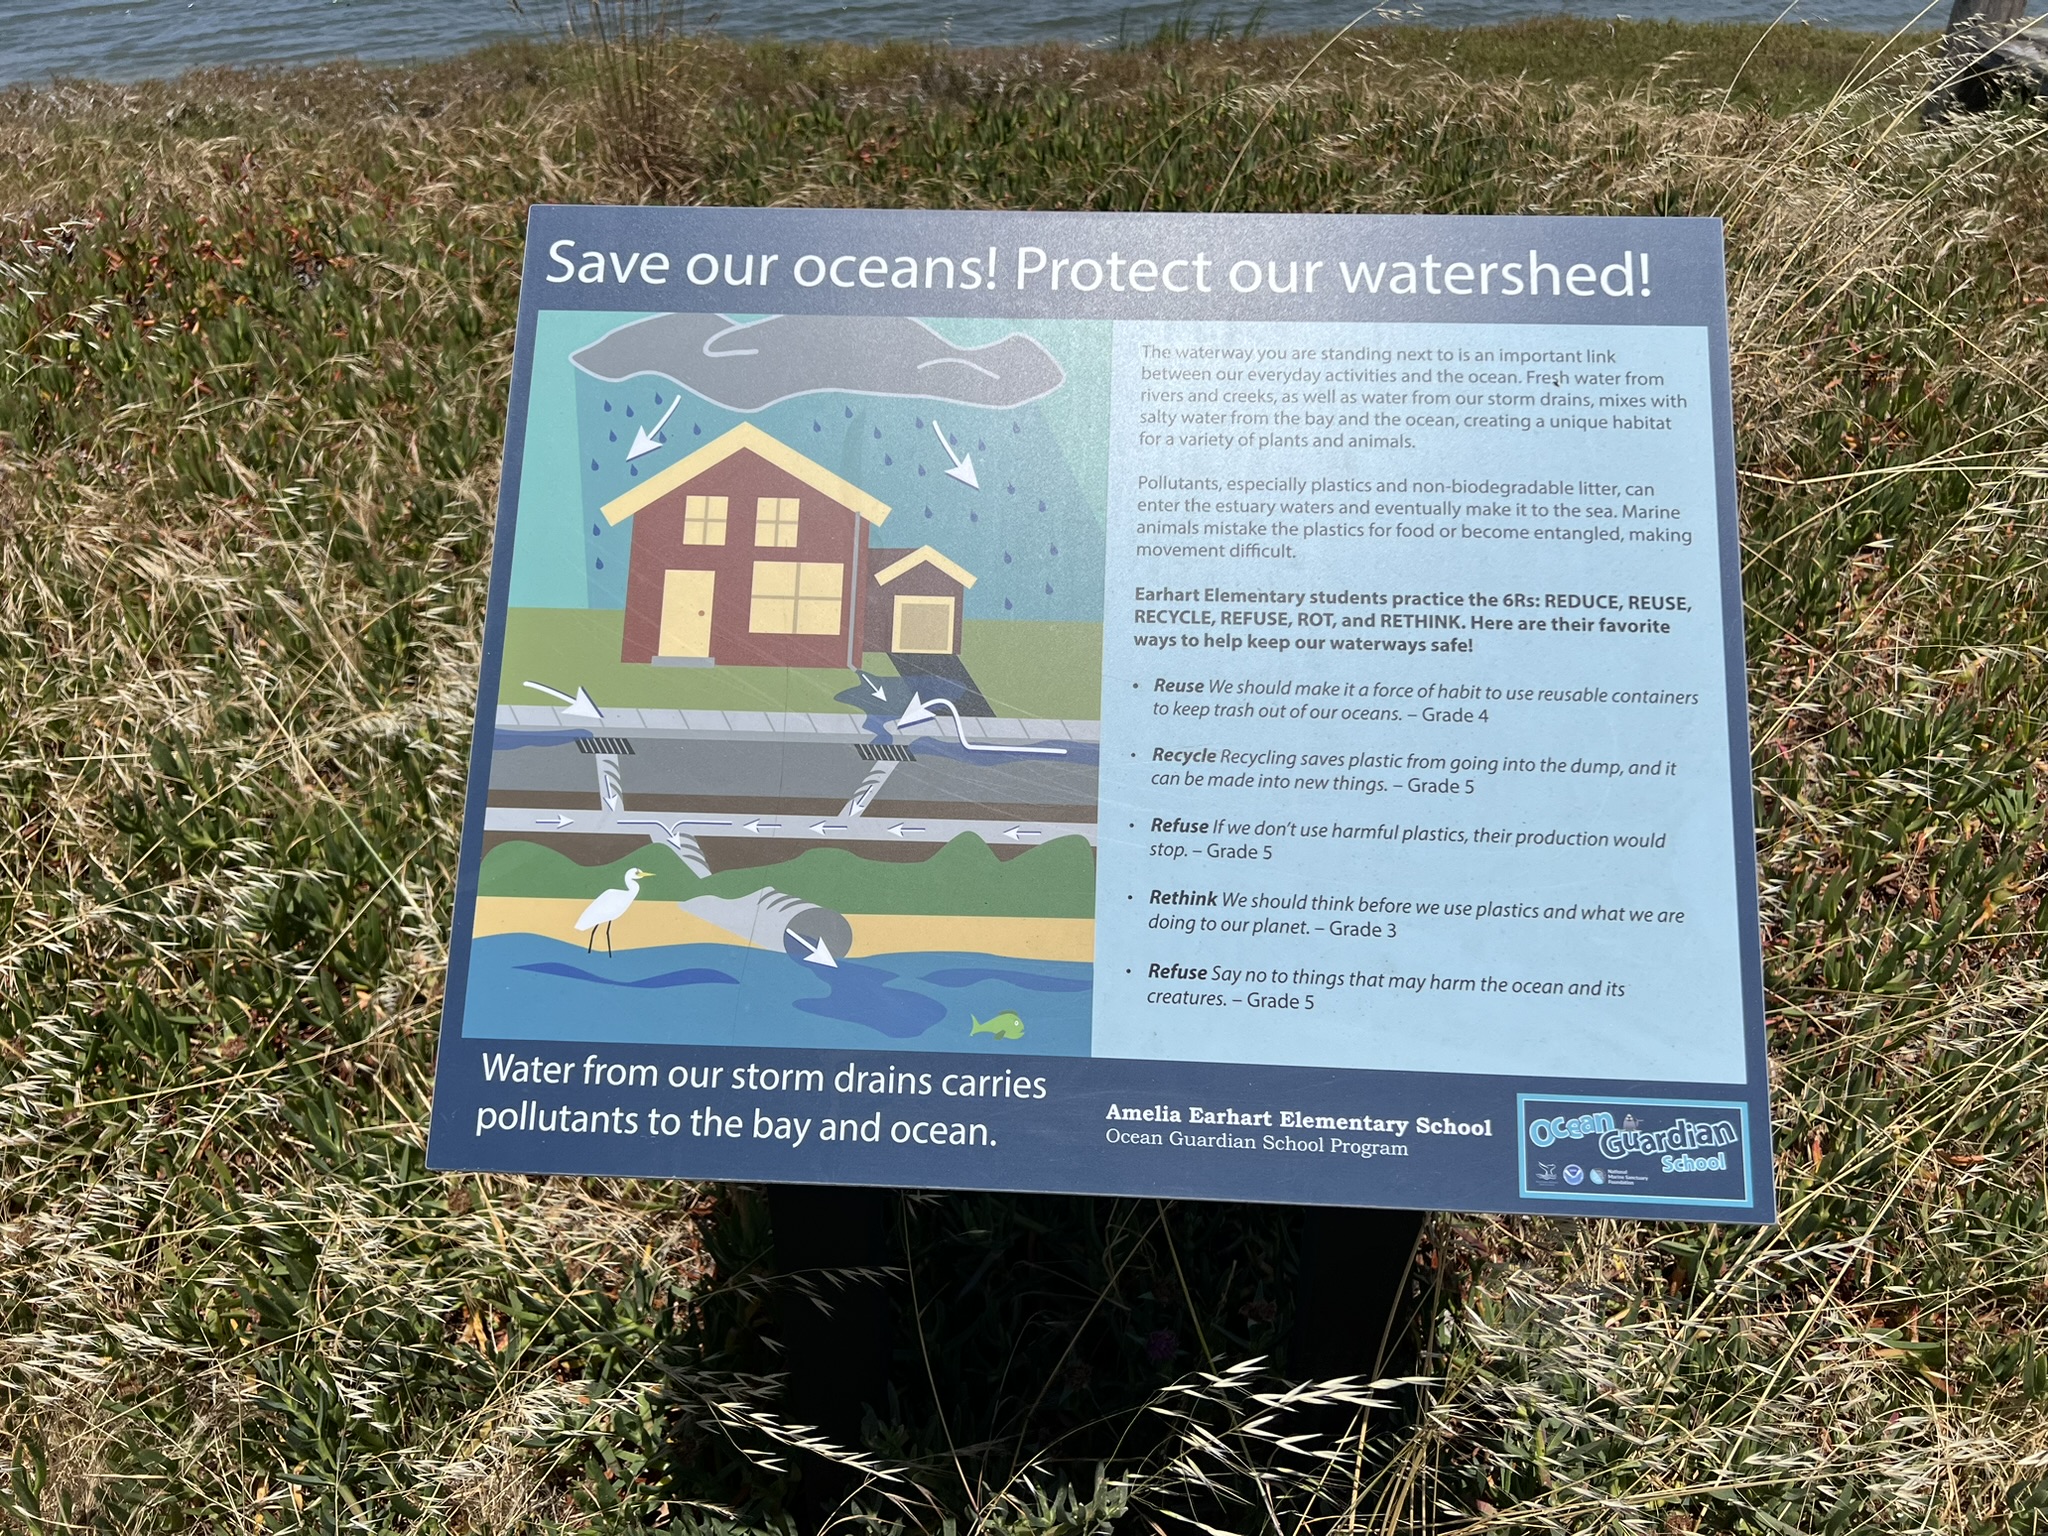 Save our oceans! Protect our watershed!
The waterway you are standing next to is an important link
between our everyday activities and the ocean. Fresh water from
rivers and creeks, as well as water from our storm drains, mixes with
salty water from the bay and the ocean, creating a unique habitat
for a variety of plants and animals.
Pollutants, especially plastics and non-biodegradable litter, can
enter the estuary waters and eventually make it to the sea. Marine
animals mistake the plastics for food or become entangled, making
movement difficult.
Earhart Elementary students practice the 6Rs: REDUCE, REUSE,
RECYCLE, REFUSE, ROT, and RETHINK. Here are their favorite
ways to help keep our waterways safe!
• Reuse We should make it a force of habit to use reusable containers
to keep trash out of our oceans. – Grade 4
• Recycle Recycling saves plastic from going into the dump, and it
can be made into new things. – Grade 5
• Refuse If we don't use harmful plastics, their production would
stop. – Grade 5
• Rethink We should think before we use plastics and what we are
doing to our planet. – Grade 3
• Refuse Say no to things that may harm the ocean and its
creatures. – Grade 5
Water from our storm drains carries
pollutants to the bay and ocean.
Amelia Earhart Elementary School
Ocean Guardian School Program
Ocean
Guardian
School
National
Marine Sanctuary
Foundation